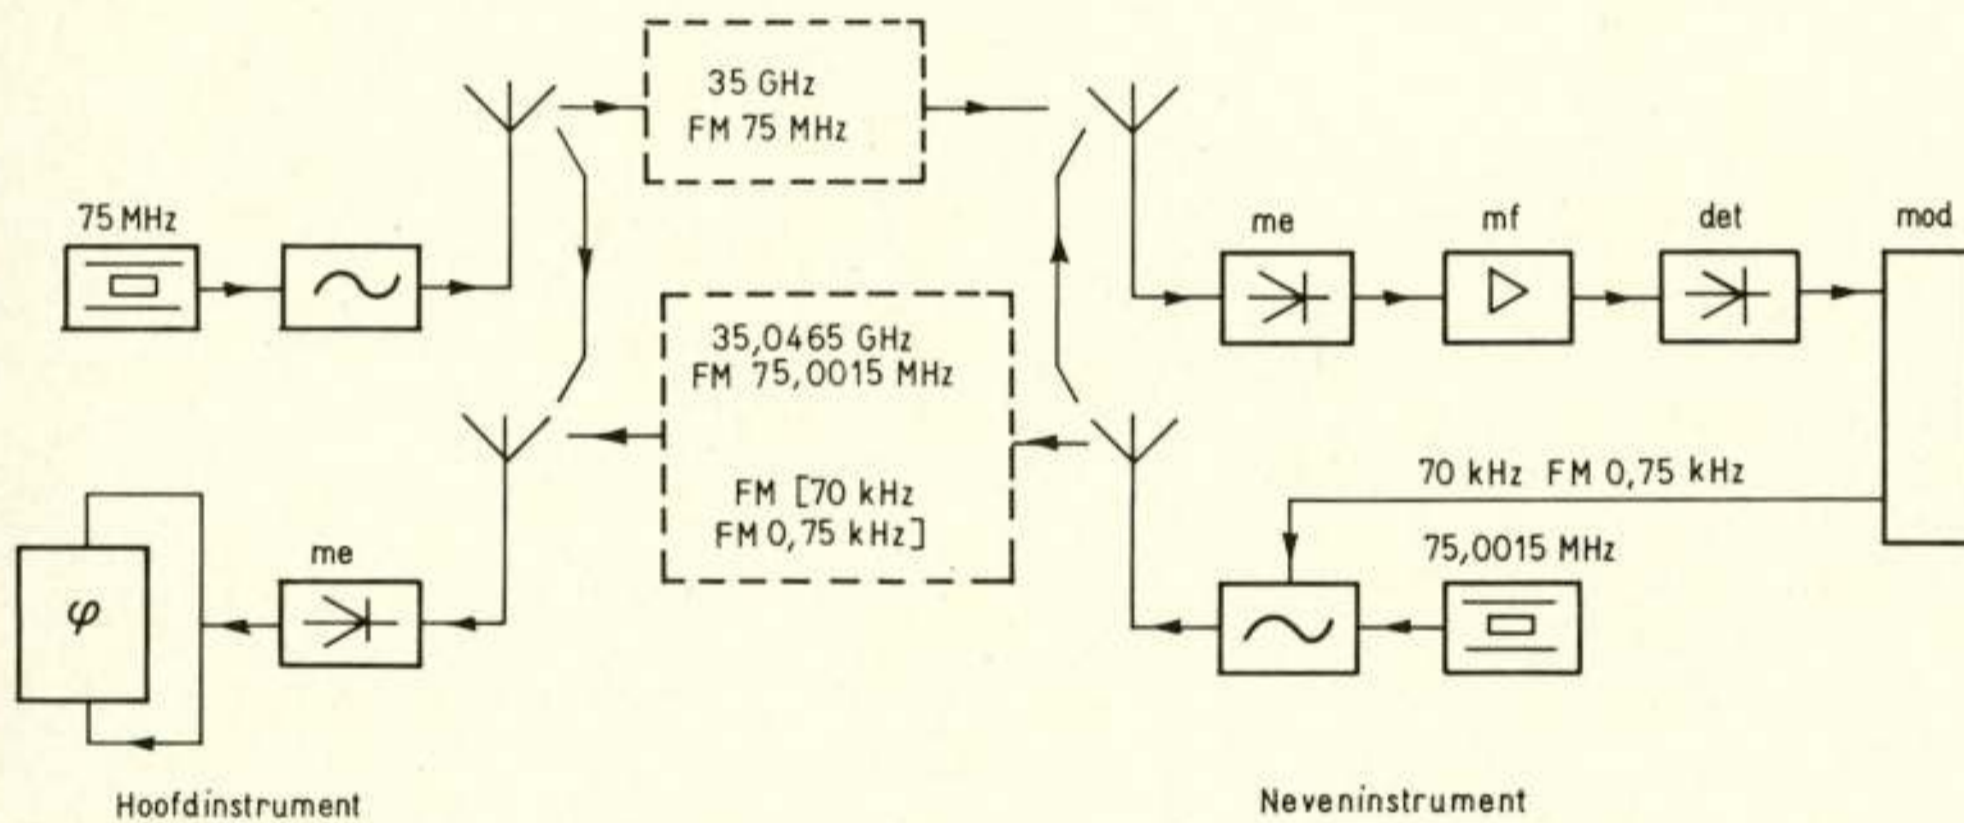 35 GHz
FM 75 MHz
75 MHz
me
mf
det
mod
35,0465 GHz
FM 75,0015 MHz
FM [70 kHz
FM 0,75 kHz]
70 kHz FM 0,75 kHz
75,0015 MHz
me
φ
Hoofdinstrument
Neveninstrument